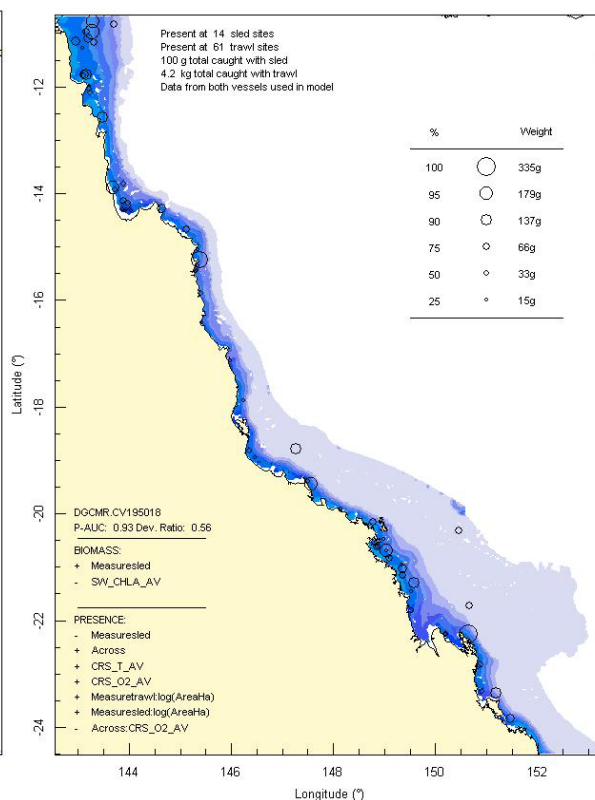 Present at 14 sled sites
Present at 61 trawl sites
100 g total caught with sled
4.2 kg total caught with trawl
Data from both vessels used in model
% Weight
100 335g
95 179g
90 137g
75 66g
50 33g
25 15g
-12
-14
-16
-18
-20
-22
-24
Latitude (°)
DGCMR.CV195018
P-AUC: 0.93 Dev. Ratio: 0.56
BIOMASS:
+ Measuresled
- SW_CHLA_AV
PRESENCE:
- Measuresled
+ Across
+ CRS_T_AV
+ CRS_O2_AV
+ Measuretrawl:log(AreaHa)
+ Measuresled:log(AreaHa)
- Across:CRS_O2_AV
144 146 148 150 152
Longitude (°)